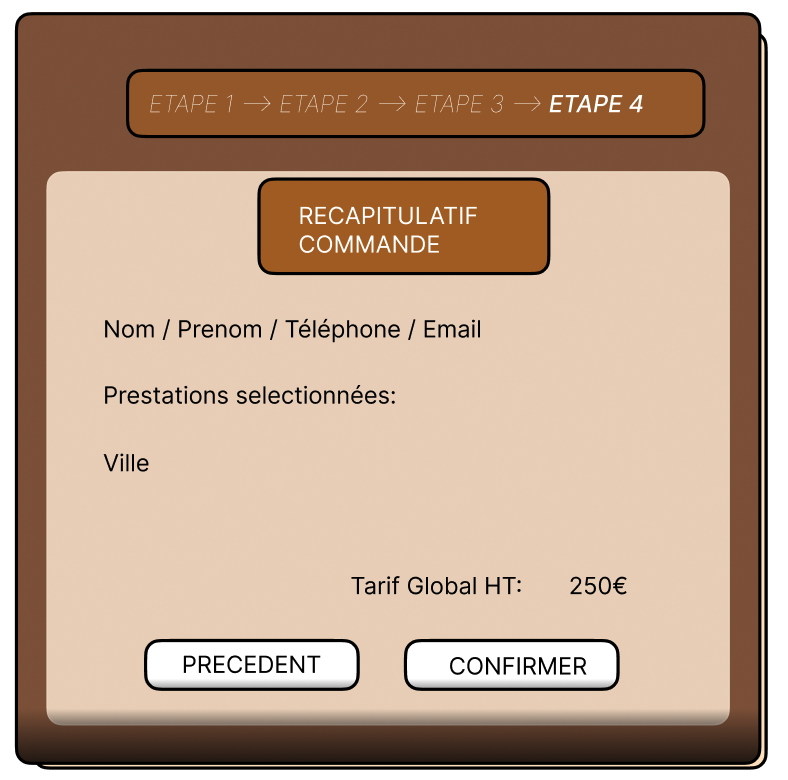 ETAPE 1 → ETAPE 2 → ETAPE 3 → ETAPE 4
RECAPITULATIF
COMMANDE
Nom / Prenom / Téléphone / Email
Prestations selectionnées:
Ville
Tarif Global HT: 250€
PRECEDENT CONFIRMER